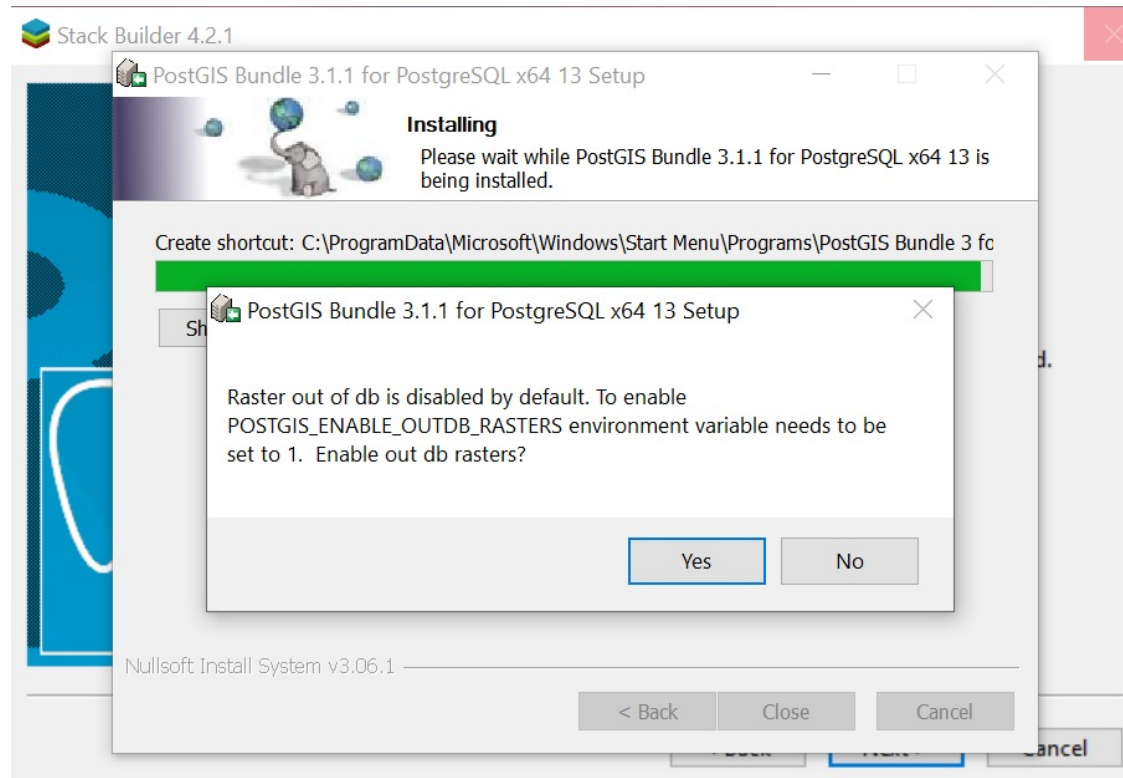 Stack Builder 4.2.1
PostGIS Bundle 3.1.1 for PostgreSQL x64 13 Setup
Installing
Please wait while PostGIS Bundle 3.1.1 for PostgreSQL x64 13 is
being installed.
Create shortcut: C:\ProgramData\Microsoft\Windows\Start Menu\Programs\PostGIS Bundle 3 fo
PostGIS Bundle 3.1.1 for PostgreSQL x64 13 Setup
Raster out of db is disabled by default. To enable
POSTGIS_ENABLE_OUTDB_RASTERS environment variable needs to be
set to 1.  Enable out db rasters?
Yes No
Nullsoft Install System v3.06.1
< Back Close Cancel